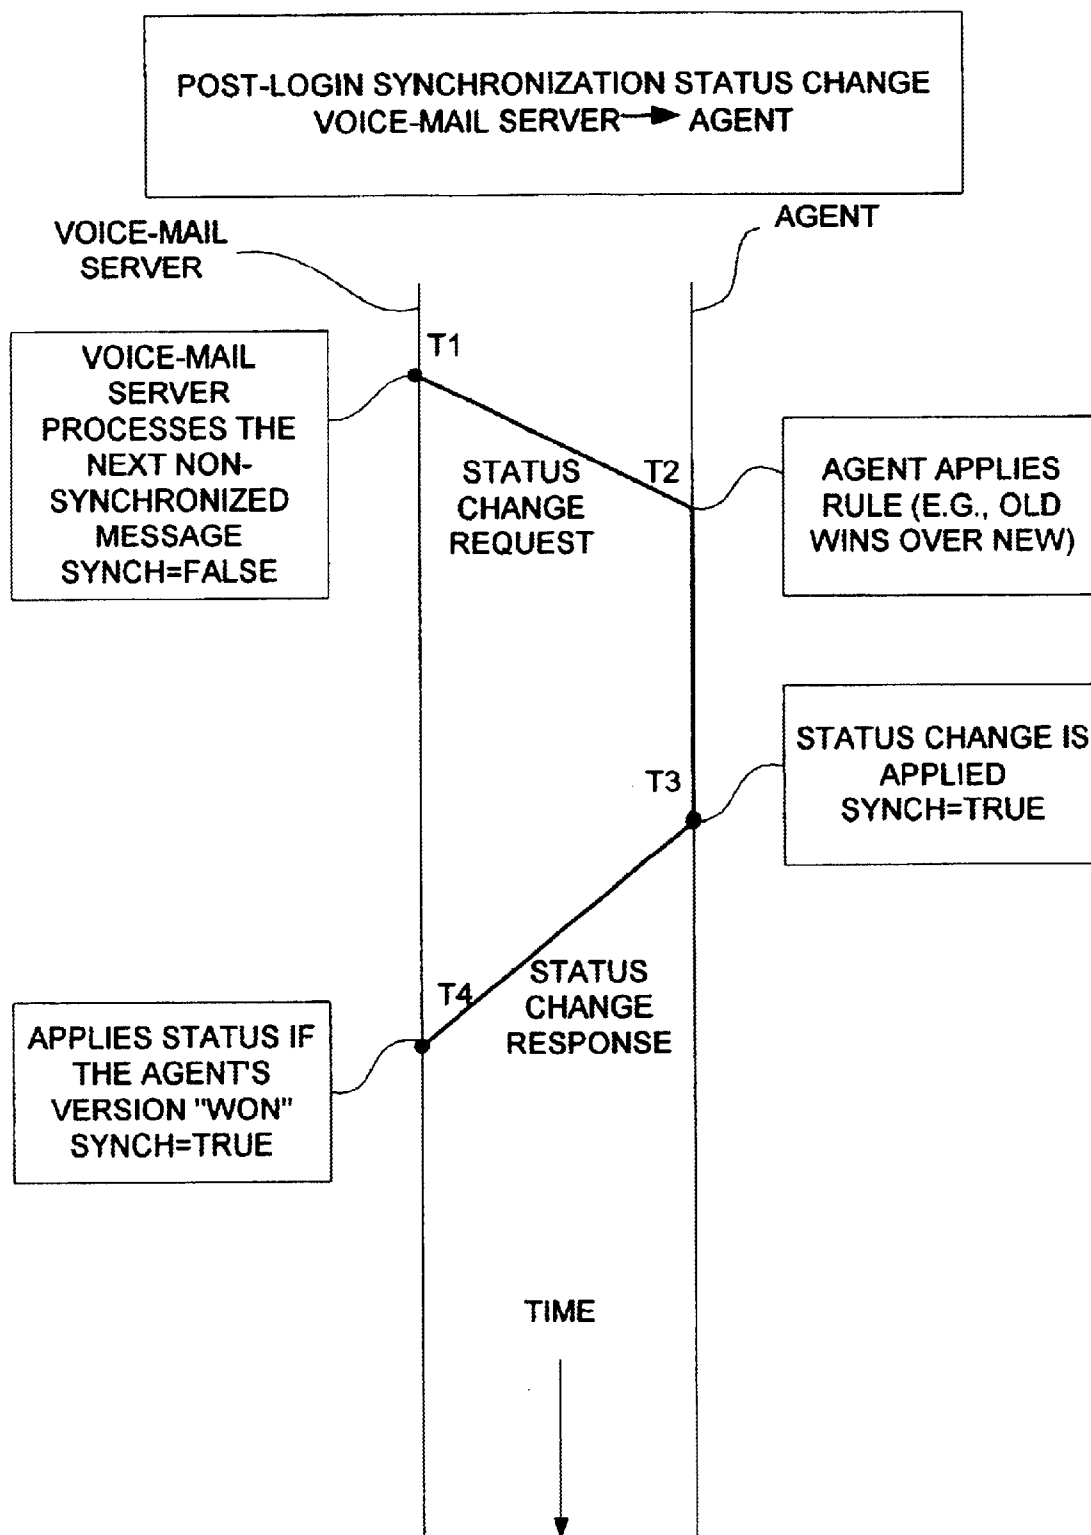 POST-LOGIN SYNCHRONIZATION STATUS CHANGE
VOICE-MAIL SERVER → AGENT
VOICE-MAIL
SERVER
AGENT
T1
VOICE-MAIL
SERVER
PROCESSES THE
NEXT NON-
SYNCHRONIZED
MESSAGE
SYNCH=FALSE
STATUS
CHANGE
REQUEST
T2
AGENT APPLIES
RULE (E.G., OLD
WINS OVER NEW)
T3
STATUS CHANGE IS
APPLIED
SYNCH=TRUE
T4
STATUS
CHANGE
RESPONSE
APPLIES STATUS IF
THE AGENT'S
VERSION "WON"
SYNCH=TRUE
TIME